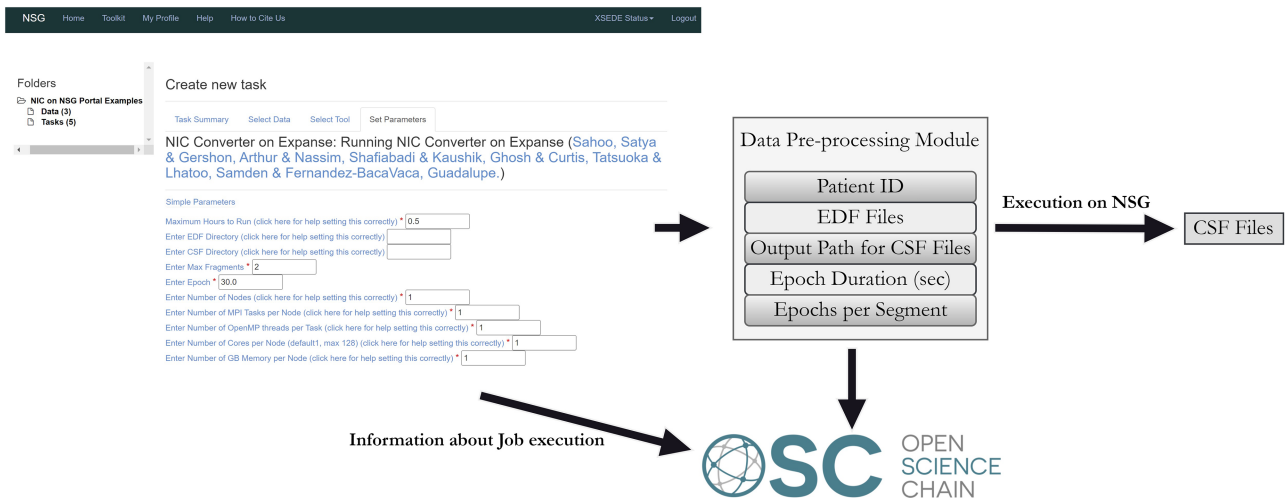 NSG Home Toolkit My Profile Help How to Cite Us XSEDE Status Logout
Folders
NIC on NSG Portal Examples
Data (3)
Tasks (5)
Create new task
Task Summary Select Data Select Tool Set Parameters
NIC Converter on Expanse: Running NIC Converter on Expanse (Sahoo, Satya
& Gershon, Arthur & Nassim, Shafiabadi & Kaushik, Ghosh & Curtis, Tatsuoka &
Lhatoo, Samden & Fernandez-BacaVaca, Guadalupe.)
Simple Parameters
Maximum Hours to Run (click here for help setting this correctly) * 0.5
Enter EDF Directory (click here for help setting this correctly)
Enter CSF Directory (click here for help setting this correctly)
Enter Max Fragments * 2
Enter Epoch * 30.0
Enter Number of Nodes (click here for help setting this correctly) * 1
Enter Number of MPI Tasks per Node (click here for help setting this correctly) * 1
Enter Number of OpenMP threads per Task (click here for help setting this correctly) * 1
Enter Number of Cores per Node (default1, max 128) (click here for help setting this correctly) * 1
Enter Number of GB Memory per Node (click here for help setting this correctly) * 1
Data Pre-processing Module
Patient ID
EDF Files
Output Path for CSF Files
Epoch Duration (sec)
Epochs per Segment
Execution on NSG
CSF Files
Information about Job execution
OSC
OPEN
SCIENCE
CHAIN